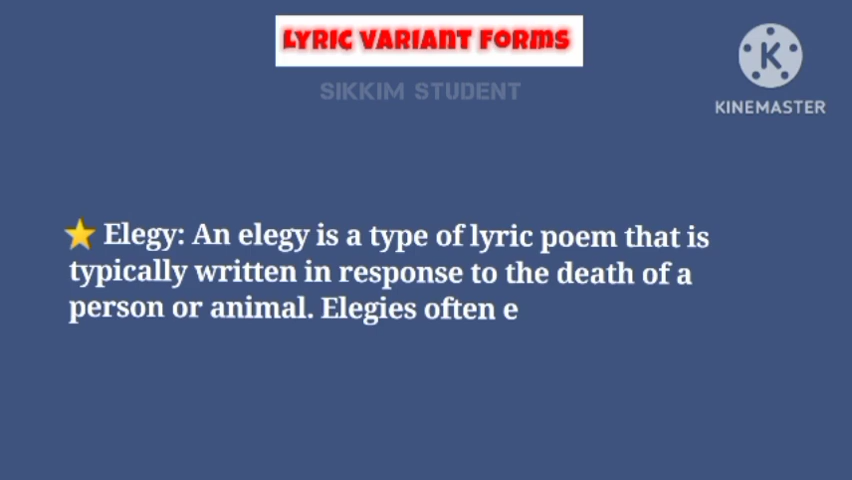 LYRIC VARIANT FORMS
SIKKIM STUDENT
K
KINEMASTER
⭐ Elegy: An elegy is a type of lyric poem that is
typically written in response to the death of a
person or animal. Elegies often e